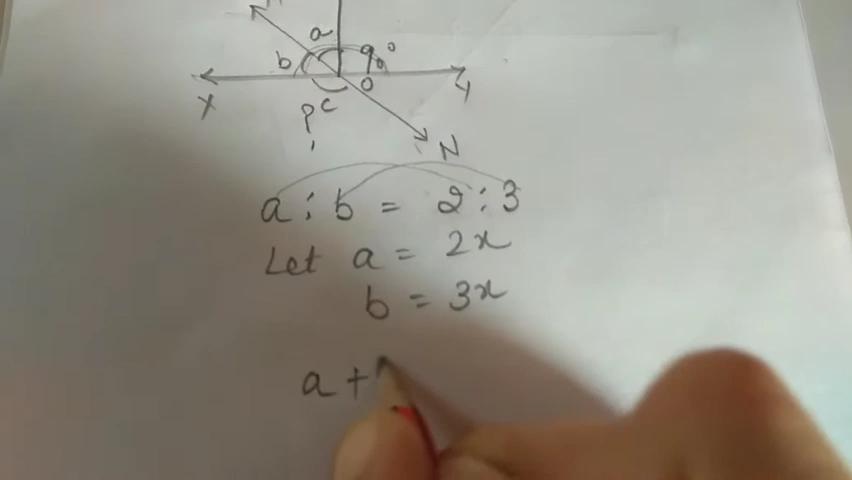 a
b
90°
X
O
Y
P
c
N
a : b = 2 : 3
Let a = 2x
b = 3x
a +